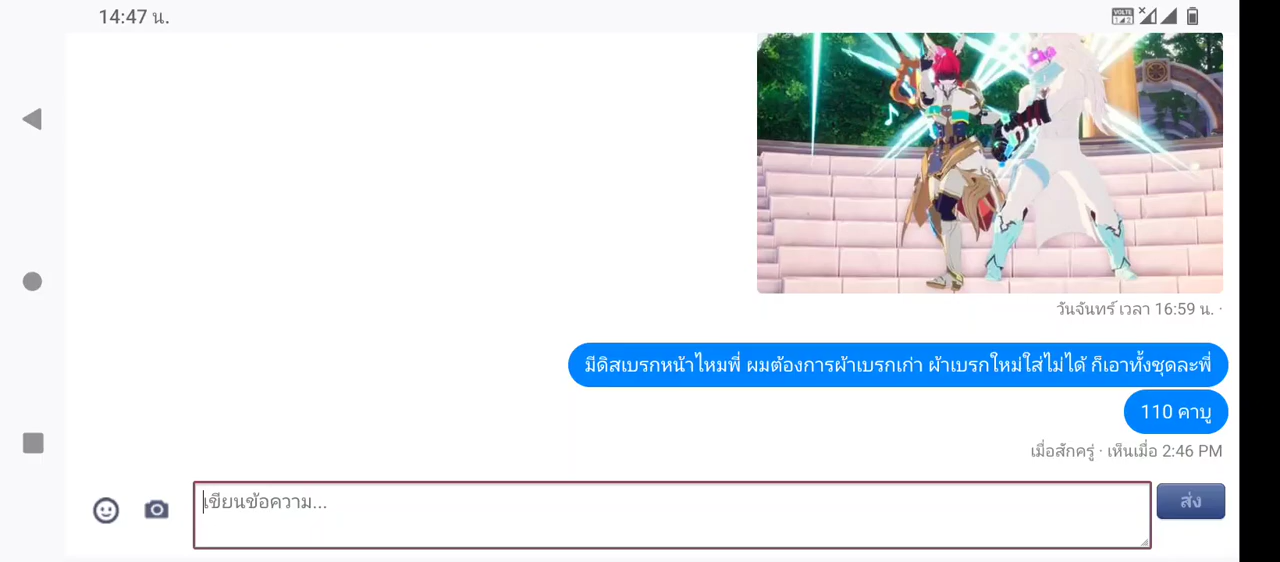 14:47 น.
VOLTE
1 2
วันจันทร์ เวลา 16:59 น. ·
มีดิสเบรกหน้าไหมพี่ ผมต้องการผ้าเบรกเก่า ผ้าเบรกใหม่ใส่ไม่ได้ ก็เอาทั้งชุดละพี่
110 คาบู
เมื่อสักครู่ · เห็นเมื่อ 2:46 PM
เขียนข้อความ...
ส่ง